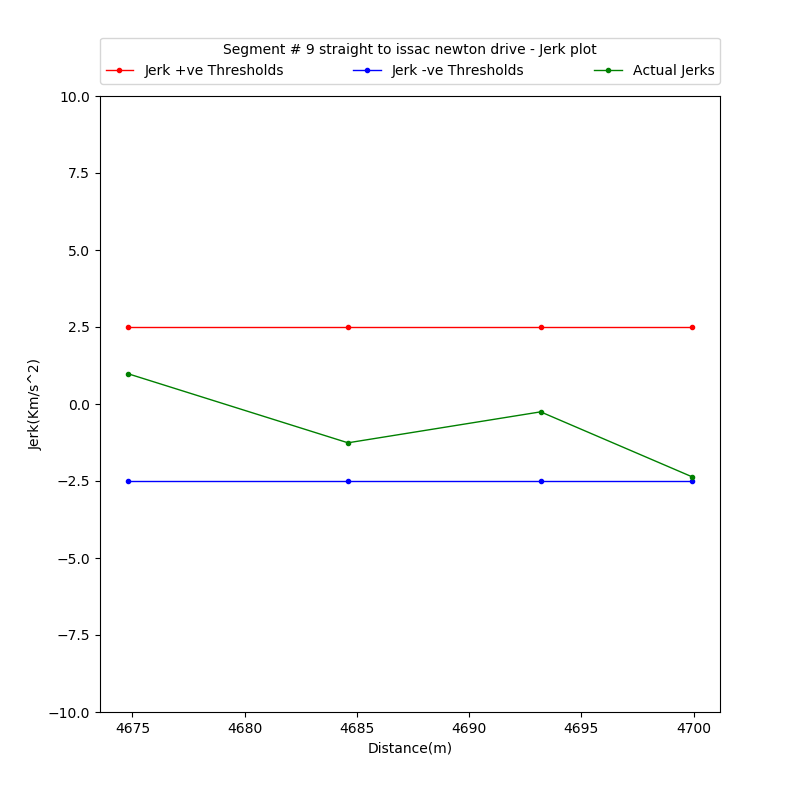 Segment # 9 straight to issac newton drive - Jerk plot
Jerk +ve Thresholds Jerk -ve Thresholds Actual Jerks
10.0
7.5
5.0
2.5
0.0
−2.5
−5.0
−7.5
−10.0
Jerk(Km/s^2)
4675 4680 4685 4690 4695 4700
Distance(m)